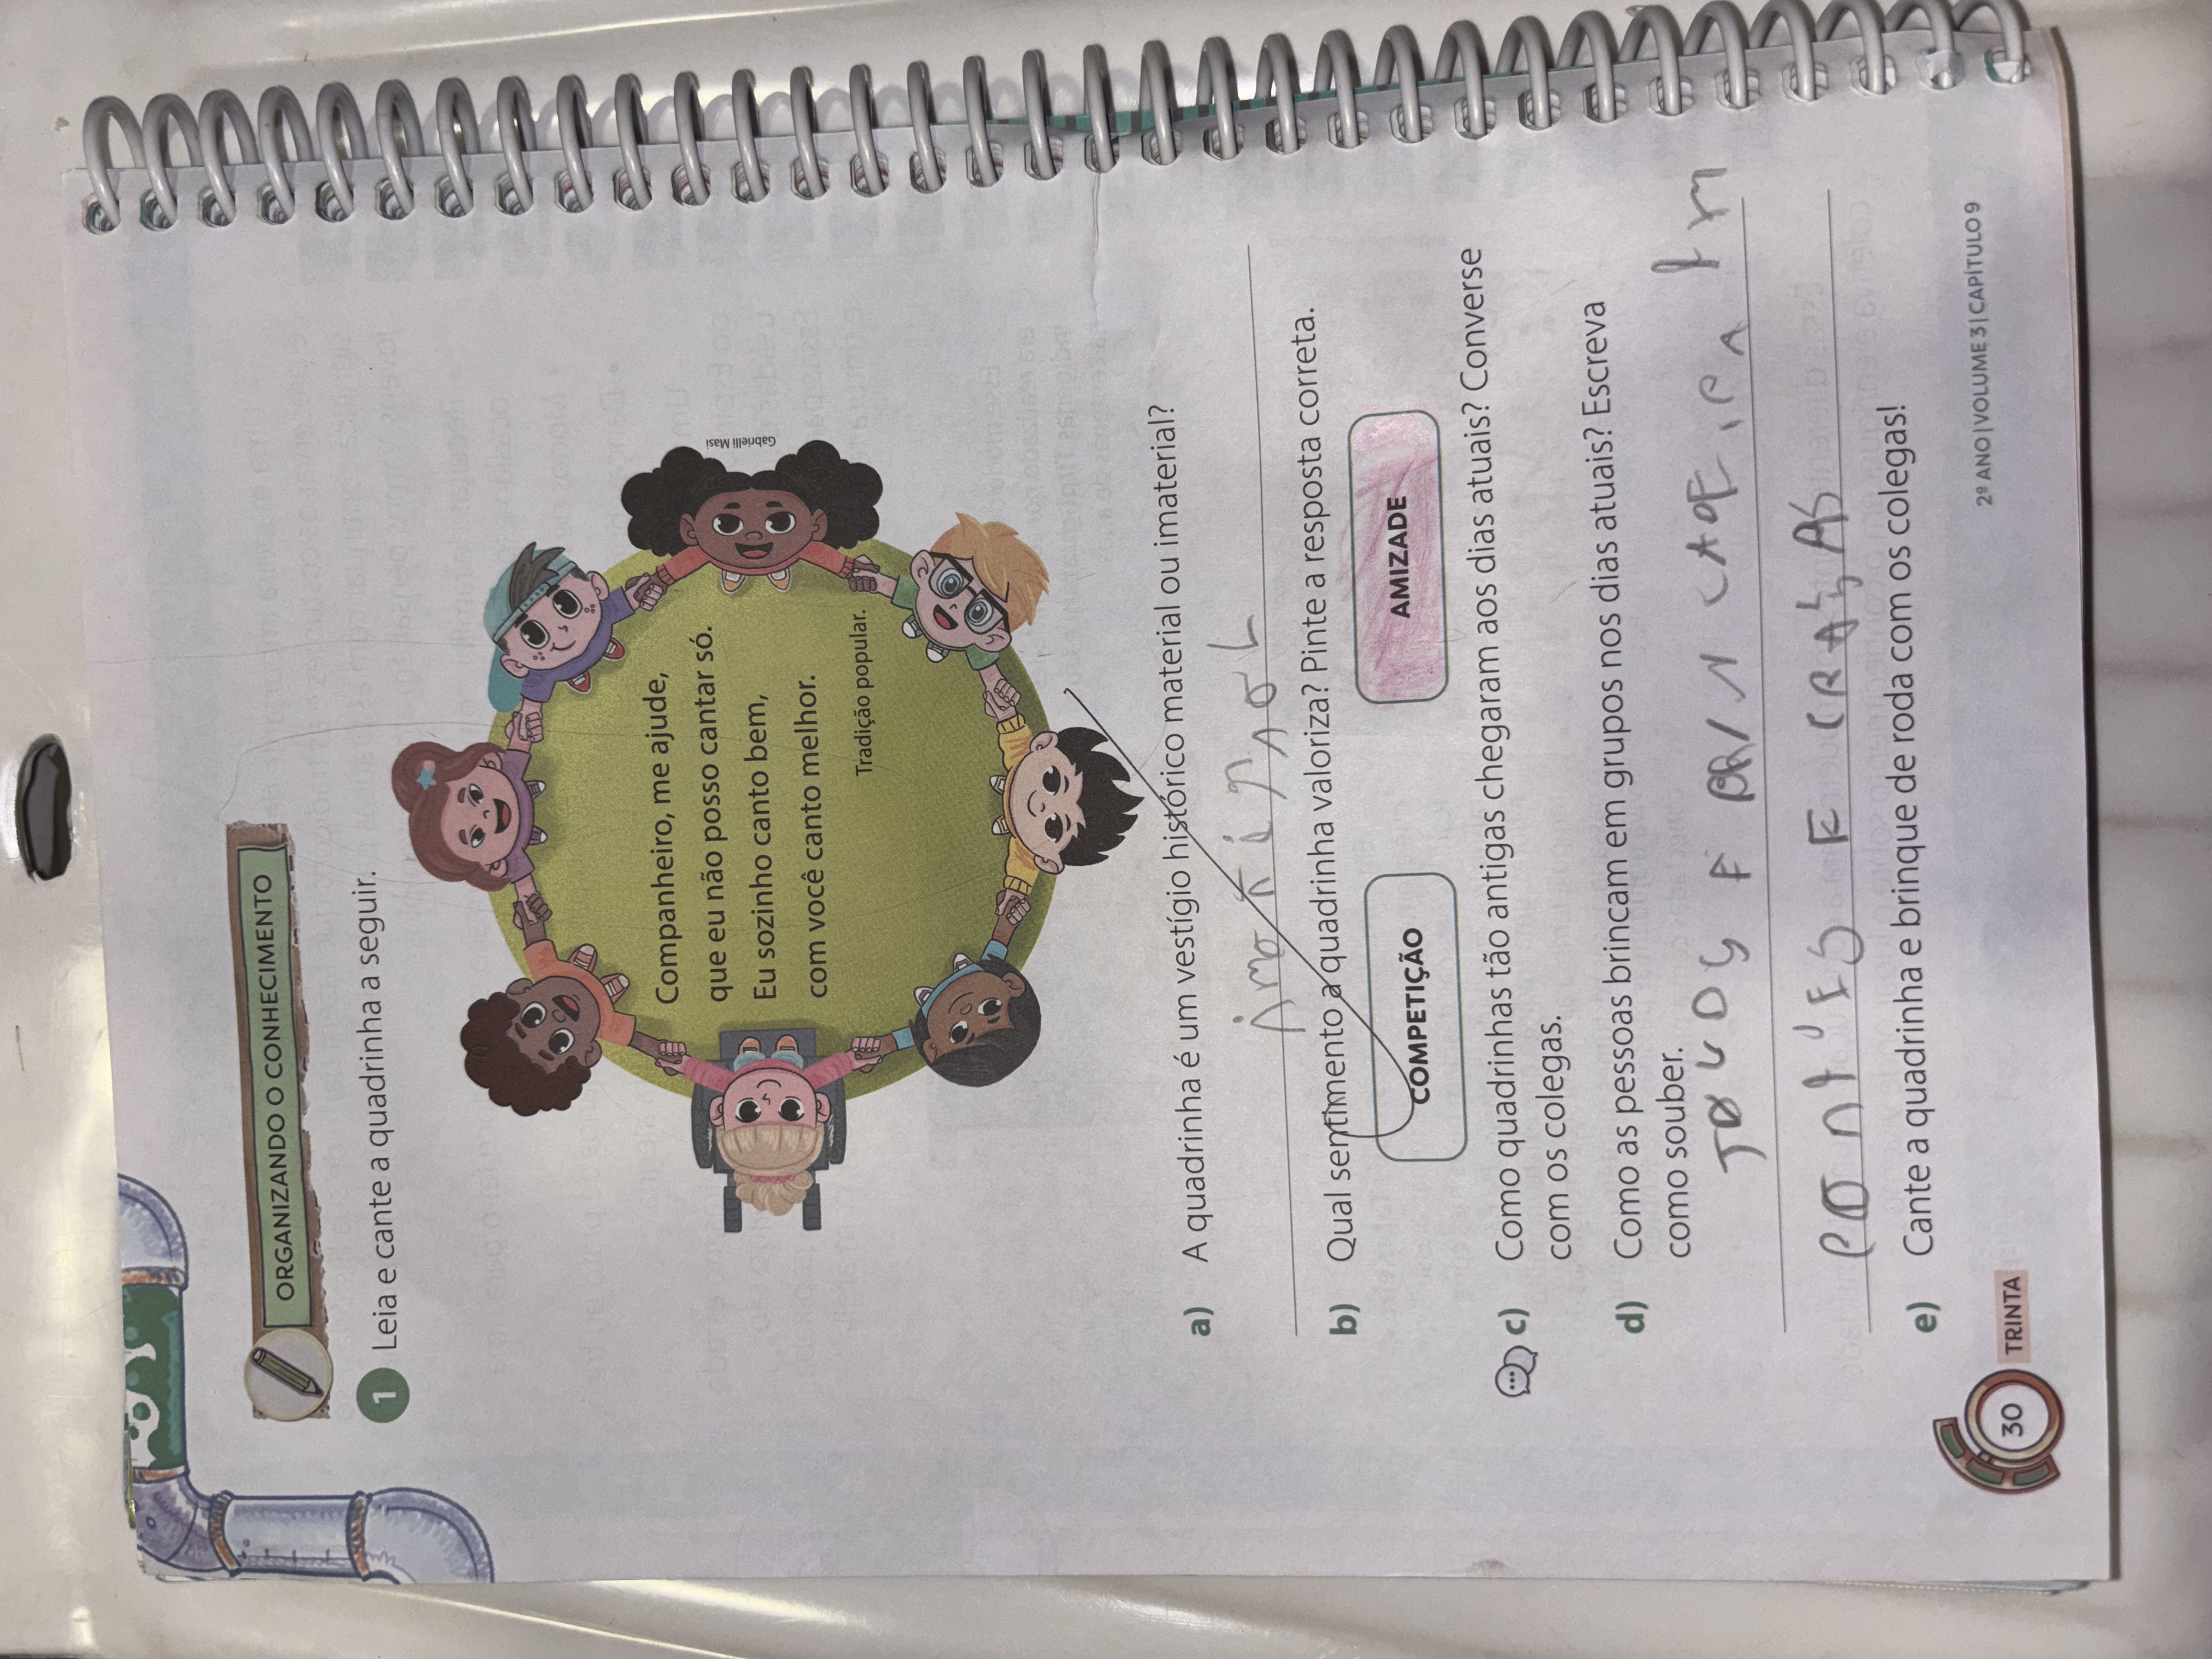 ORGANIZANDO O CONHECIMENTO
1 Leia e cante a quadrinha a seguir.
Companheiro, me ajude,
que eu não posso cantar só.
Eu sozinho canto bem,
com você canto melhor.
Tradição popular.
Gabrielli Masi
a) A quadrinha é um vestígio histórico material ou imaterial?
b) Qual sentimento a quadrinha valoriza? Pinte a resposta correta.
COMPETIÇÃO
AMIZADE
c) Como quadrinhas tão antigas chegaram aos dias atuais? Converse
com os colegas.
d) Como as pessoas brincam em grupos nos dias atuais? Escreva
como souber.
E
E
e) Cante a quadrinha e brinque de roda com os colegas!
30 TRINTA
2º ANO | VOLUME 3 | CAPÍTULO 9